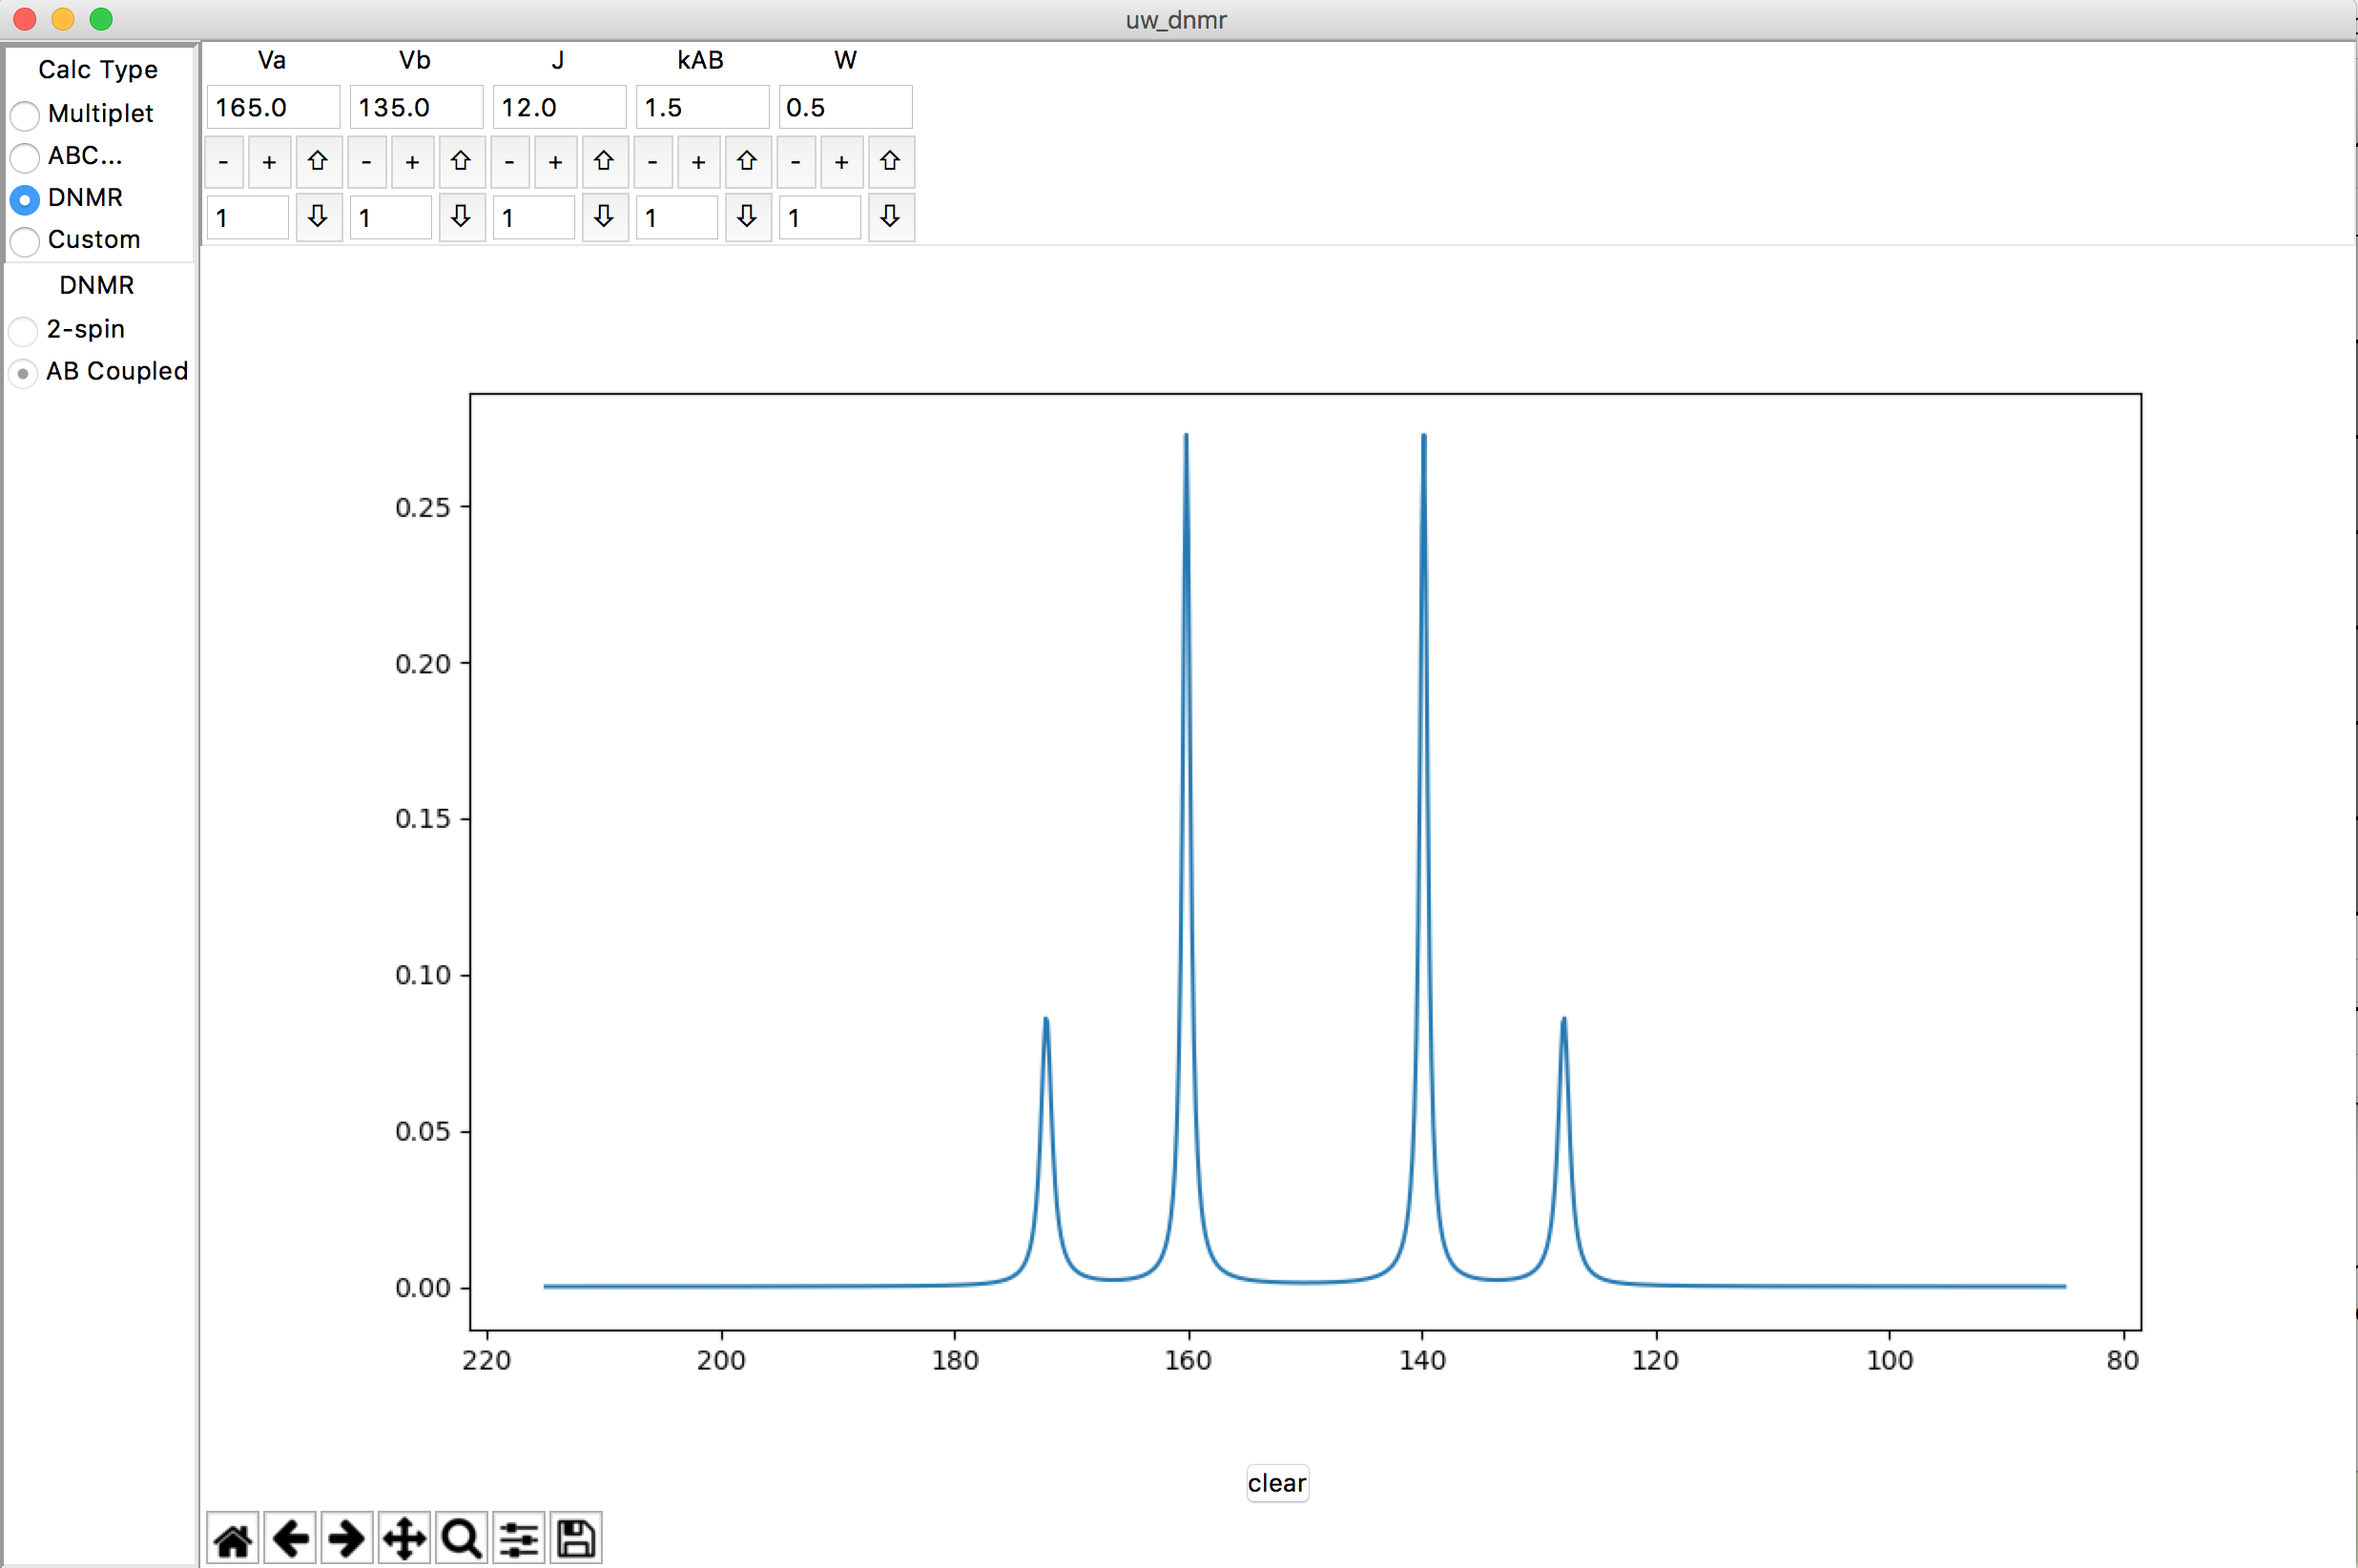 uw_dnmr
Calc Type
Multiplet
ABC...
DNMR
Custom
DNMR
2-spin
AB Coupled
Va Vb J kAB W
165.0 135.0 12.0 1.5 0.5
- + ⇧ - + ⇧ - + ⇧ - + ⇧ - + ⇧
1 ⇩ 1 ⇩ 1 ⇩ 1 ⇩ 1 ⇩
0.25
0.20
0.15
0.10
0.05
0.00
220 200 180 160 140 120 100 80
clear